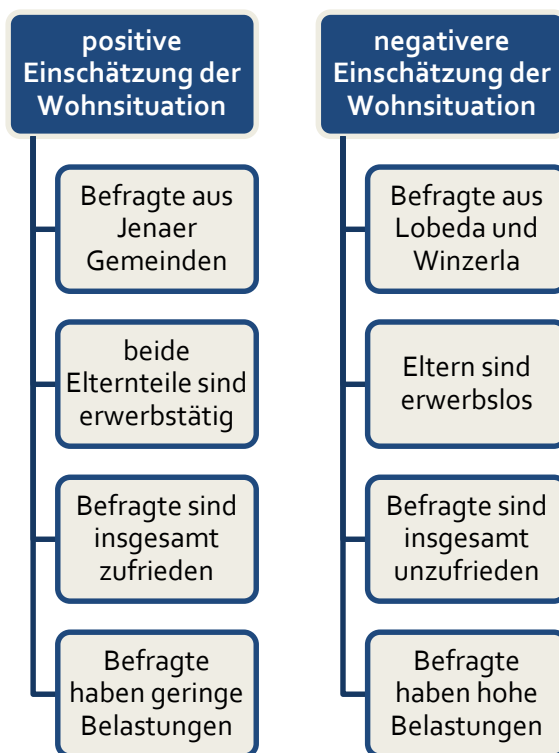 positive
Einschätzung der
Wohnsituation
Befragte aus
Jenaer
Gemeinden
beide
Elternteile sind
erwerbstätig
Befragte sind
insgesamt
zufrieden
Befragte
haben geringe
Belastungen
negativere
Einschätzung der
Wohnsituation
Befragte aus
Lobeda und
Winzerla
Eltern sind
erwerbslos
Befragte sind
insgesamt
unzufrieden
Befragte
haben hohe
Belastungen